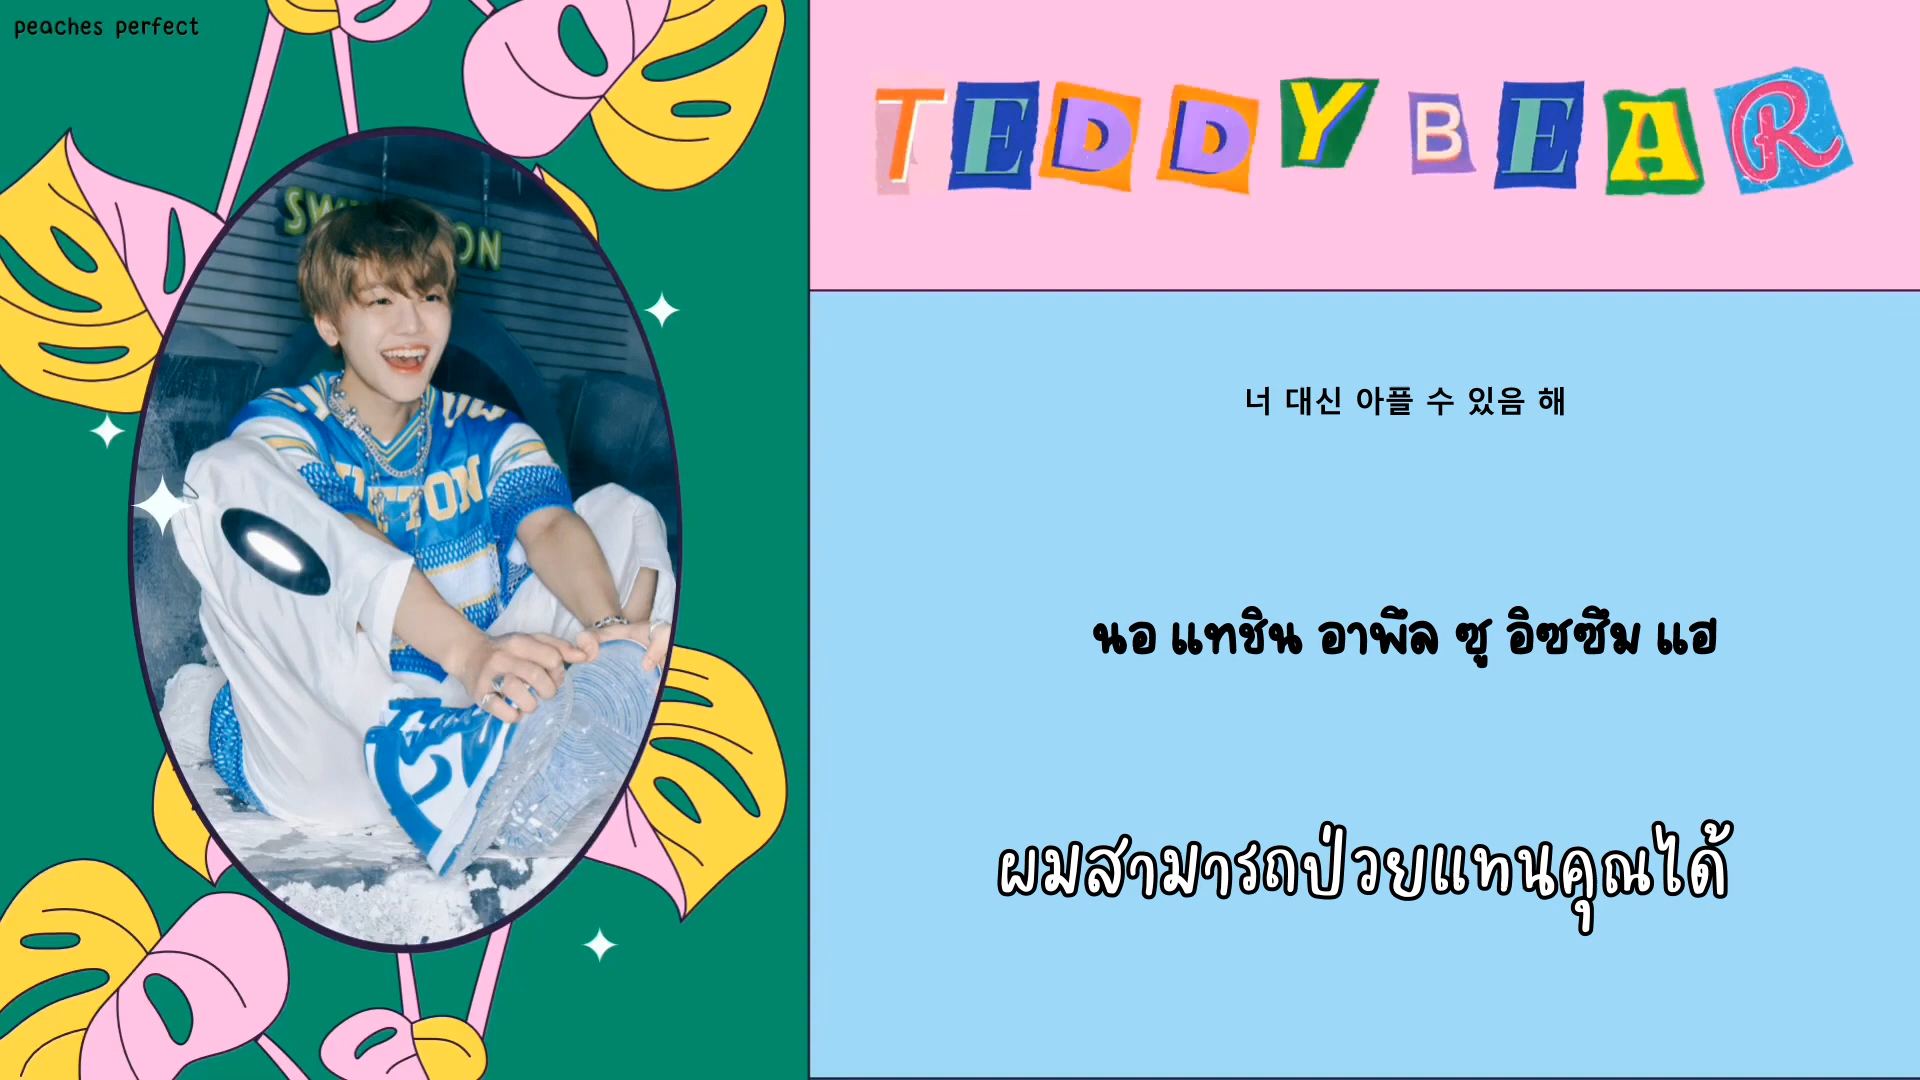 peaches perfect
TEDDY BEAR
너 대신 아플 수 있음 해
นอ แทชิน อาพึล ซู อิซซึม แฮ
ผมสามารถป่วยแทนคุณได้